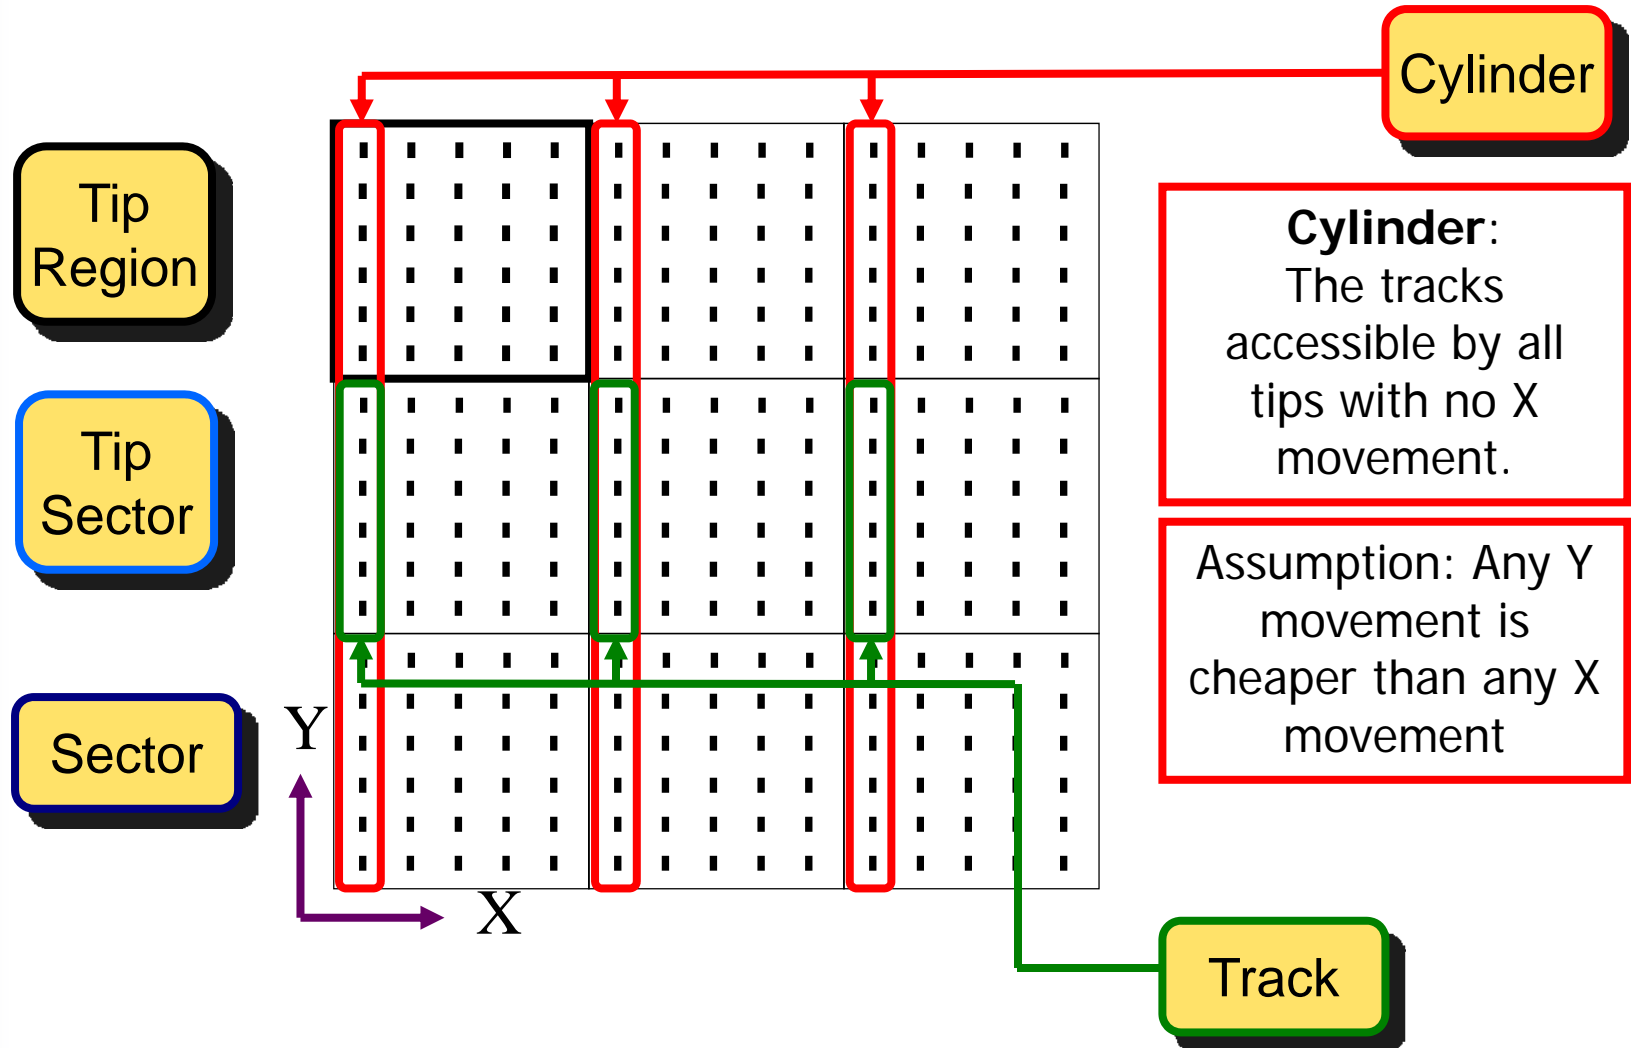 Cylinder
Tip
Region
Tip
Sector
Sector
Cylinder:
The tracks
accessible by all
tips with no X
movement.
Assumption: Any Y
movement is
cheaper than any X
movement
Y
X
Track